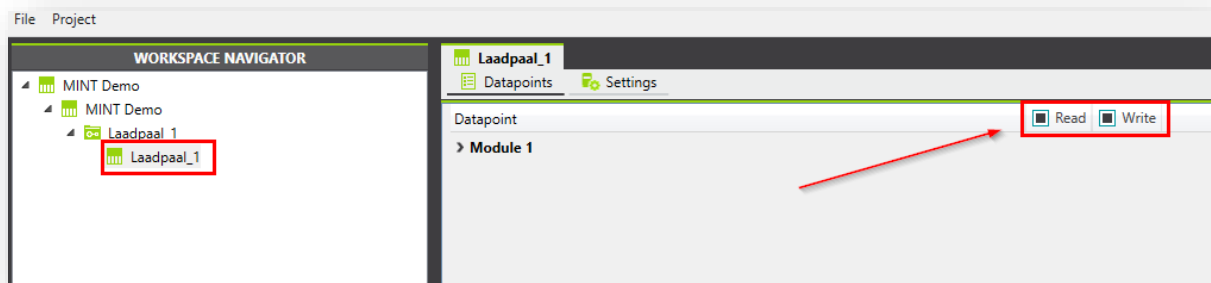 File Project
WORKSPACE NAVIGATOR
MINT Demo
MINT Demo
Laadpaal_1
Laadpaal_1
Laadpaal_1
Datapoints Settings
Datapoint Read Write
Module 1